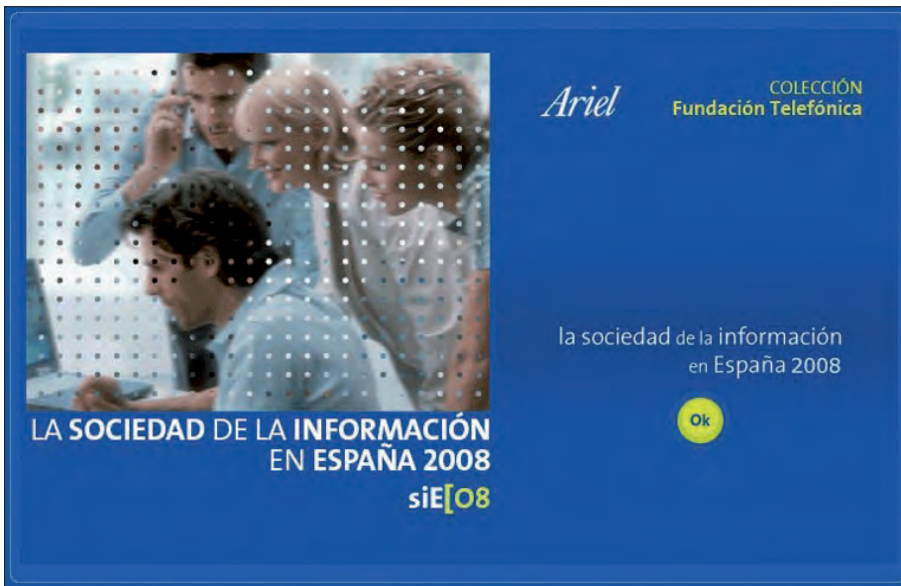 Ariel
COLECCIÓN
Fundación Telefónica
la sociedad de la información
en España 2008
Ok
LA SOCIEDAD DE LA INFORMACIÓN
EN ESPAÑA 2008
siE[08